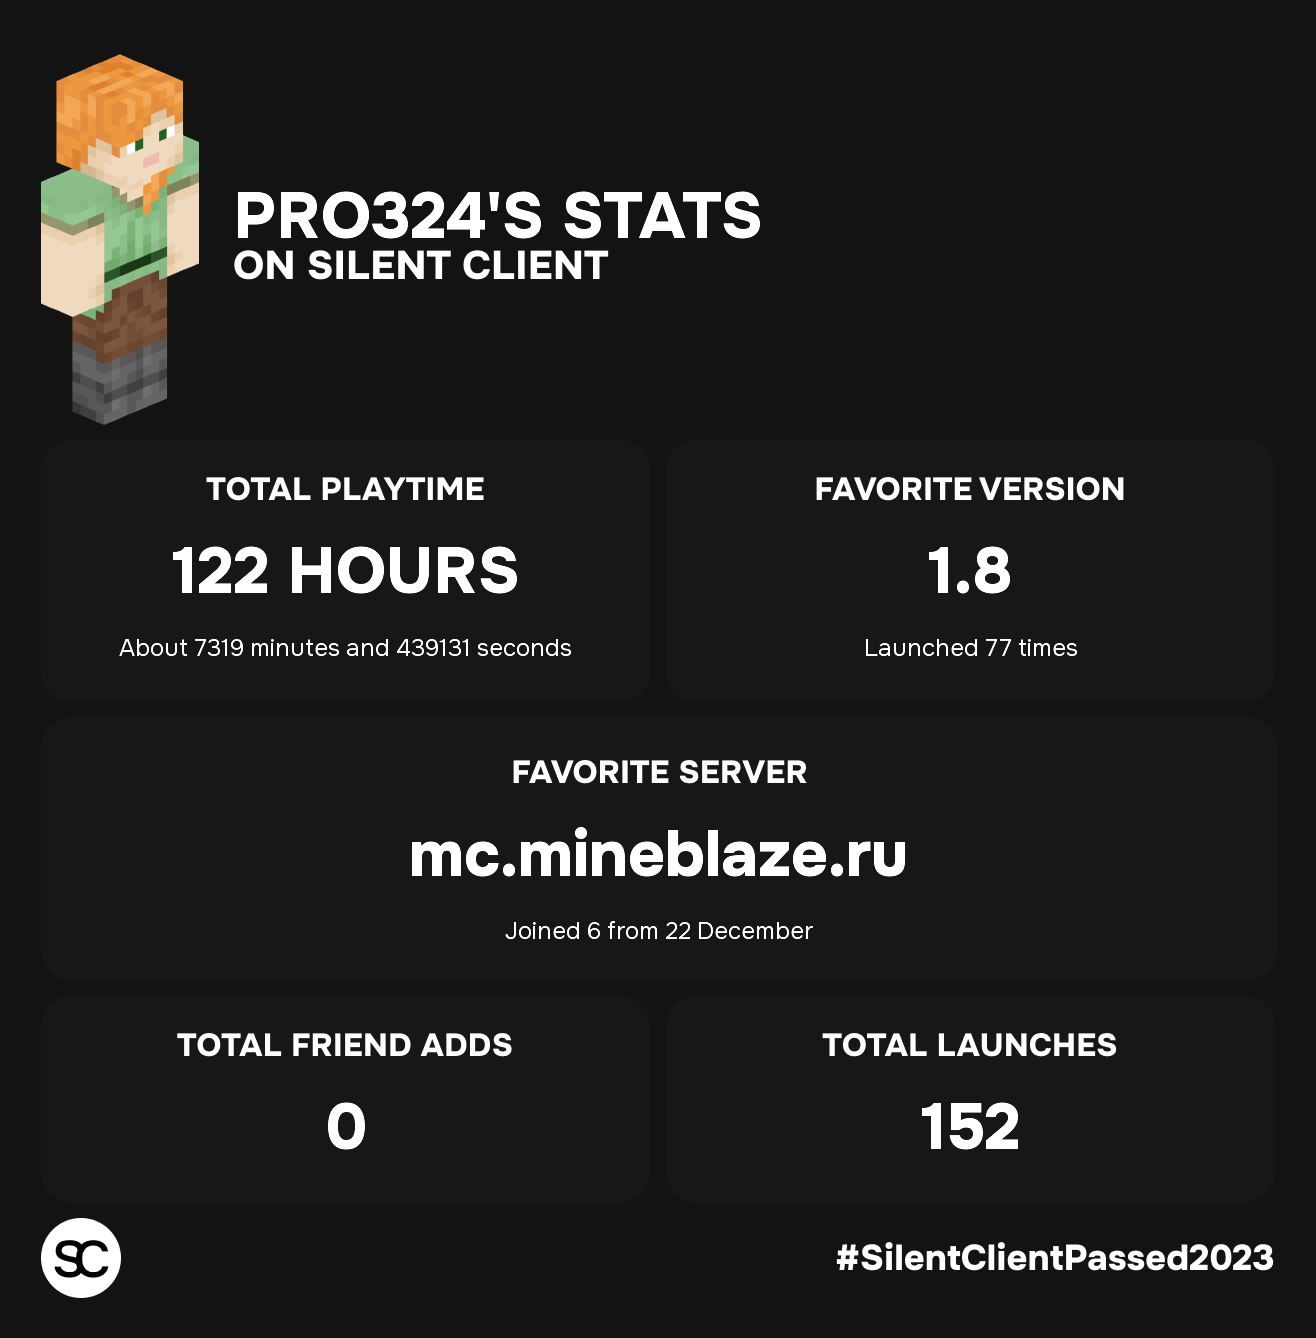 PRO324'S STATS
ON SILENT CLIENT
TOTAL PLAYTIME
122 HOURS
About 7319 minutes and 439131 seconds
FAVORITE VERSION
1.8
Launched 77 times
FAVORITE SERVER
mc.mineblaze.ru
Joined 6 from 22 December
TOTAL FRIEND ADDS
0
TOTAL LAUNCHES
152
SC
#SilentClientPassed2023